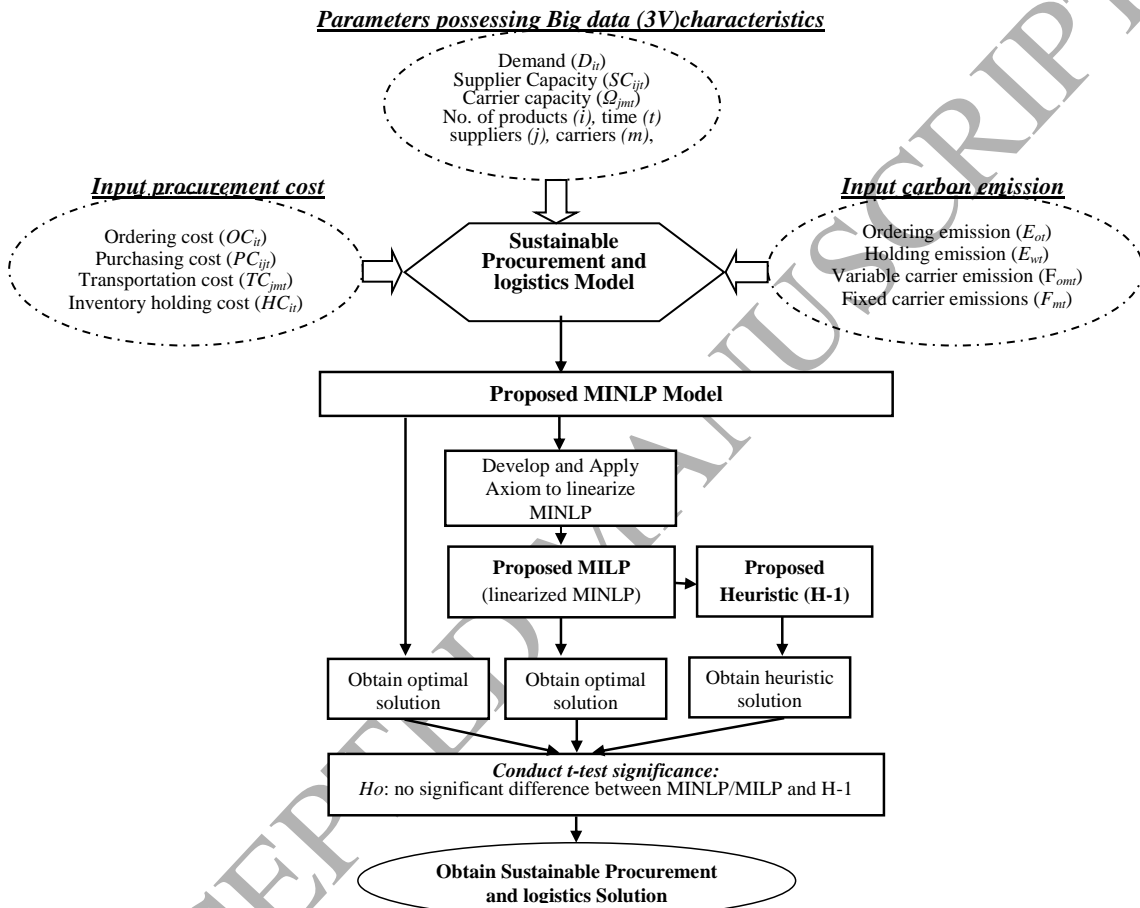 Parameters possessing Big data (3V)characteristics
Demand (Dit)
Supplier Capacity (SCijt)
Carrier capacity (Ωjmt)
No. of products (i), time (t)
suppliers (j), carriers (m),
Input procurement cost
Ordering cost (OCit)
Purchasing cost (PCijt)
Transportation cost (TCjmt)
Inventory holding cost (HCit)
Sustainable
Procurement and
logistics Model
Input carbon emission
Ordering emission (Eot)
Holding emission (Ewt)
Variable carrier emission (Fomt)
Fixed carrier emissions (Fmt)
Proposed MINLP Model
Develop and Apply
Axiom to linearize
MINLP
Proposed MILP
(linearized MINLP)
Proposed
Heuristic (H-1)
Obtain optimal
solution
Obtain optimal
solution
Obtain heuristic
solution
Conduct t-test significance:
Ho: no significant difference between MINLP/MILP and H-1
Obtain Sustainable Procurement
and logistics Solution
CEPTED MANUSCRIPT